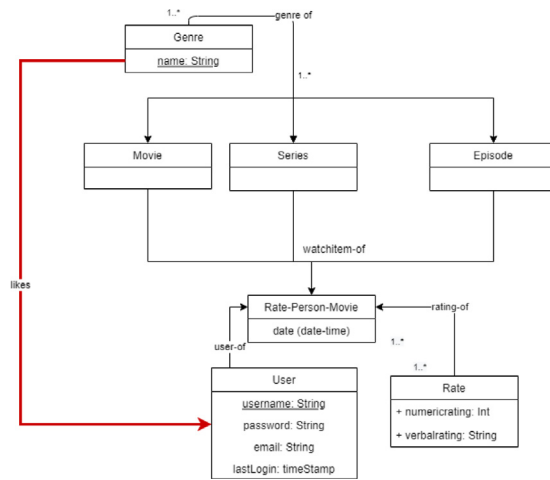 1..*
genre of
Genre
name: String
1..*
Movie
Series
Episode
watchitem-of
likes
Rate-Person-Movie
date (date-time)
rating-of
user-of
1..*
1..*
User
username: String
password: String
email: String
lastLogin: timeStamp
Rate
+ numericrating: Int
+ verbalrating: String